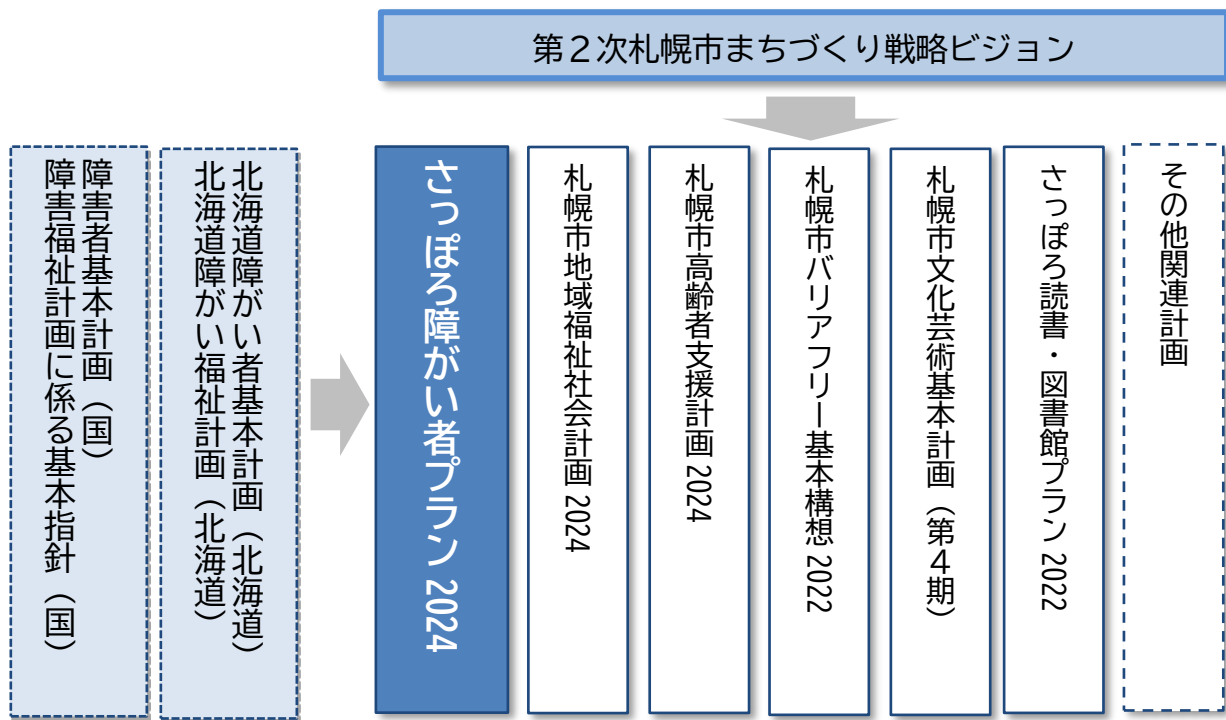 第２次札幌市まちづくり戦略ビジョン
障害者基本計画（国）
障害福祉計画に係る基本指針（国）
北海道障がい者基本計画（北海道）
北海道障がい福祉計画（北海道）
さっぽろ障がい者プラン 2024
札幌市地域福祉社会計画 2024
札幌市高齢者支援計画 2024
札幌市バリアフリー基本構想 2022
札幌市文化芸術基本計画（第４期）
さっぽろ読書・図書館プラン 2022
その他関連計画